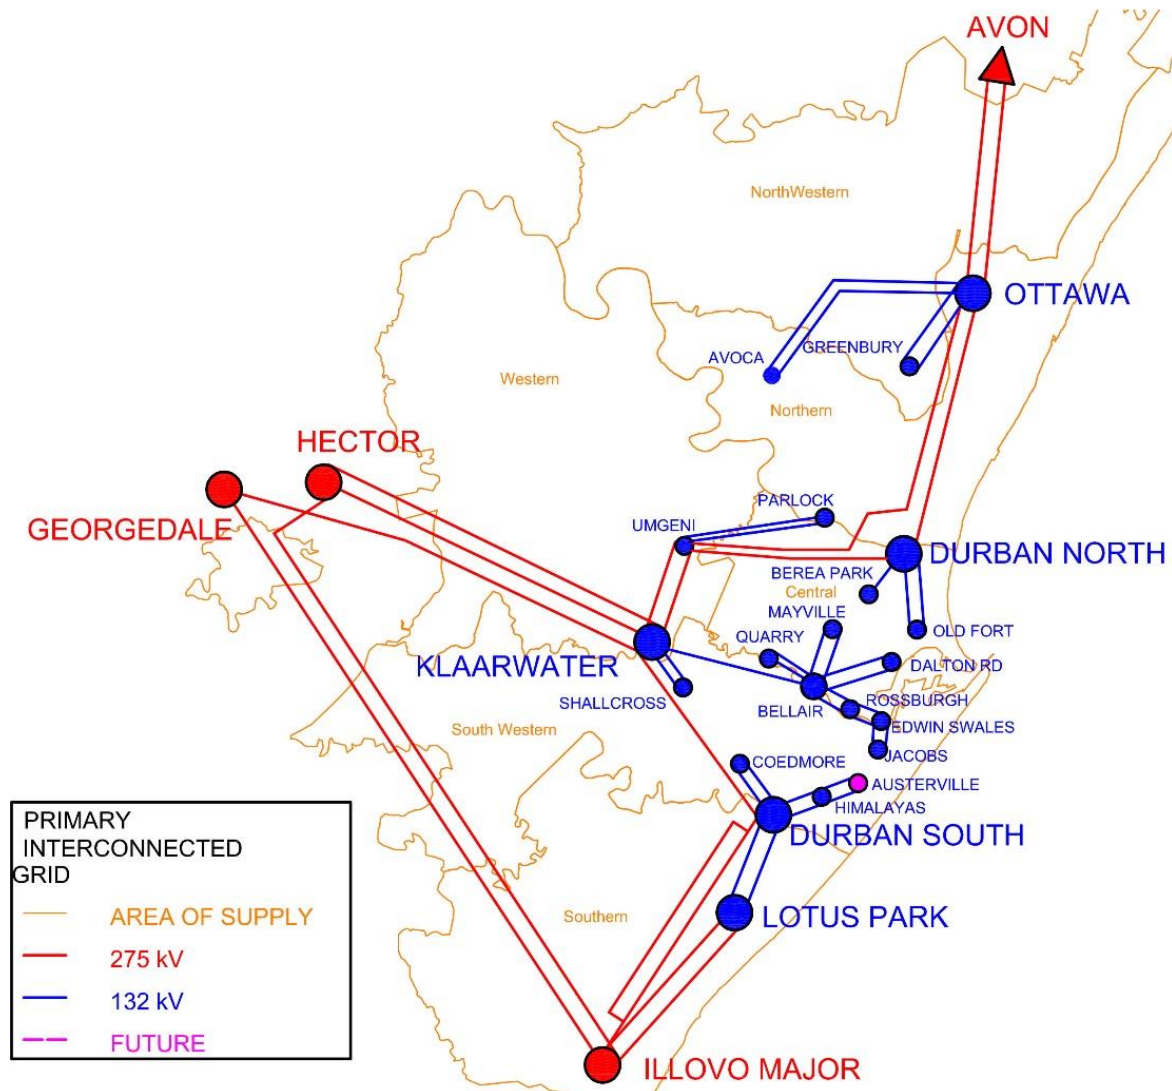 AVON
NorthWestern
OTTAWA
GREENBURY
AVOCA
Western
Northern
HECTOR
GEORGEDALE
PARLOCK
UMGENI
DURBAN NORTH
BEREA PARK
Central
MAYVILLE
OLD FORT
QUARRY
KLAARWATER
DALTON RD
SHALLCROSS
BELLAIR
ROSSBURGH
EDWIN SWALES
South Western
JACOBS
COEDMORE
AUSTERVILLE
HIMALAYAS
DURBAN SOUTH
LOTUS PARK
Southern
ILLOVO MAJOR
PRIMARY
INTERCONNECTED
GRID
AREA OF SUPPLY
275 kV
132 kV
FUTURE